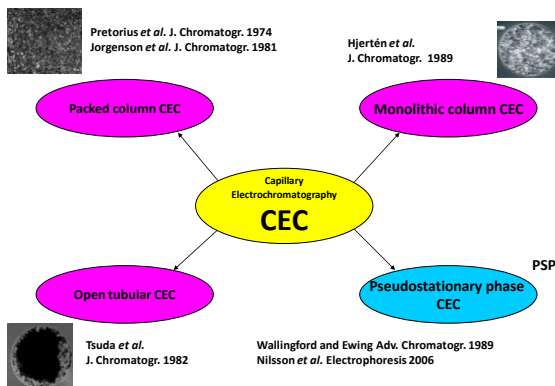 Pretorius et al. J. Chromatogr. 1974
Jorgenson et al. J. Chromatogr. 1981
Hjertén et al.
J. Chromatogr. 1989
Packed column CEC
Monolithic column CEC
Capillary
Electrochromatography
CEC
PSP
Open tubular CEC
Pseudostationary phase
CEC
Tsuda et al.
J. Chromatogr. 1982
Wallingford and Ewing Adv. Chromatogr. 1989
Nilsson et al. Electrophoresis 2006